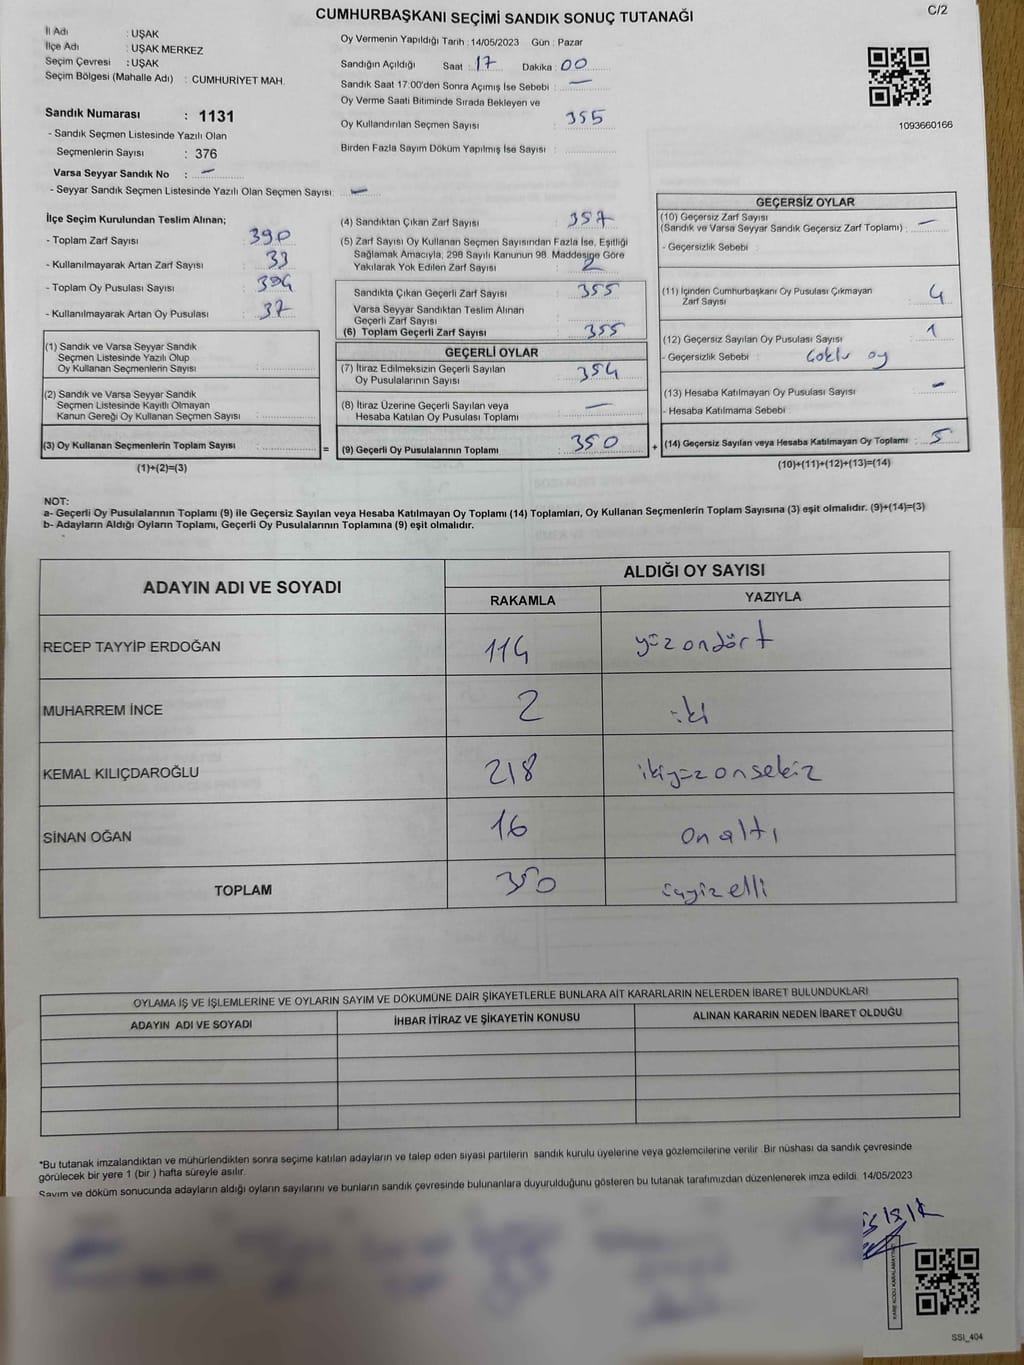 CUMHURBAŞKANI SEÇİMİ SANDIK SONUÇ TUTANAĞI
C/2
İl Adı : UŞAK
İlçe Adı : UŞAK MERKEZ
Seçim Çevresi : UŞAK
Seçim Bölgesi (Mahalle Adı) : CUMHURİYET MAH.
Sandık Numarası : 1131
- Sandık Seçmen Listesinde Yazılı Olan
Seçmenlerin Sayısı : 376
Varsa Seyyar Sandık No : —
- Seyyar Sandık Seçmen Listesinde Yazılı Olan Seçmen Sayısı: —
Oy Vermenin Yapıldığı Tarih : 14/05/2023 Gün : Pazar
Sandığın Açıldığı Saat : 17 Dakika : 00
Sandık Saat 17:00'den Sonra Açımış İse Sebebi : —
Oy Verme Saati Bitiminde Sırada Bekleyen ve
Oy Kullandırılan Seçmen Sayısı : 355
Birden Fazla Sayım Döküm Yapılmış İse Sayısı :
1093660166
İlçe Seçim Kurulundan Teslim Alınan;
- Toplam Zarf Sayısı : 390
- Kullanılmayarak Artan Zarf Sayısı : 33
- Toplam Oy Pusulası Sayısı : 394
- Kullanılmayarak Artan Oy Pusulası : 37
(1) Sandık ve Varsa Seyyar Sandık
Seçmen Listesinde Yazılı Olup
Oy Kullanan Seçmenlerin Sayısı :
(2) Sandık ve Varsa Seyyar Sandık
Seçmen Listesinde Kayıtlı Olmayan
Kanun Gereği Oy Kullanan Seçmen Sayısı :
(3) Oy Kullanan Seçmenlerin Toplam Sayısı :
=
(1)+(2)=(3)
(4) Sandıktan Çıkan Zarf Sayısı : 357
(5) Zarf Sayısı Oy Kullanan Seçmen Sayısından Fazla İse, Eşitliği
Sağlamak Amacıyla; 298 Sayılı Kanunun 98. Maddesine Göre
Yakılarak Yok Edilen Zarf Sayısı : 2
Sandıkta Çıkan Geçerli Zarf Sayısı : 355
Varsa Seyyar Sandıktan Teslim Alınan
Geçerli Zarf Sayısı :
(6) Toplam Geçerli Zarf Sayısı : 355
GEÇERLİ OYLAR
(7) İtiraz Edilmeksizin Geçerli Sayılan
Oy Pusulalarının Sayısı : 354
(8) İtiraz Üzerine Geçerli Sayılan veya
Hesaba Katılan Oy Pusulaları Toplamı : —
(9) Geçerli Oy Pusulalarının Toplamı : 350
+
GEÇERSİZ OYLAR
(10) Geçersiz Zarf Sayısı
(Sandık ve Varsa Seyyar Sandık Geçersiz Zarf Toplamı) : —
- Geçersizlik Sebebi :
(11) İçinden Cumhurbaşkanı Oy Pusulası Çıkmayan
Zarf Sayısı : 4
(12) Geçersiz Sayılan Oy Pusulası Sayısı : 1
- Geçersizlik Sebebi : Çoklu oy
(13) Hesaba Katılmayan Oy Pusulası Sayısı : —
- Hesaba Katılmama Sebebi :
(14) Geçersiz Sayılan veya Hesaba Katılmayan Oy Toplamı : 5
(10)+(11)+(12)+(13)=(14)
NOT:
a- Geçerli Oy Pusulalarının Toplamı (9) ile Geçersiz Sayılan veya Hesaba Katılmayan Oy Toplamı (14) Toplamları, Oy Kullanan Seçmenlerin Toplam Sayısına (3) eşit olmalıdır. (9)+(14)=(3)
b- Adayların Aldığı Oyların Toplamı, Geçerli Oy Pusulalarının Toplamına (9) eşit olmalıdır.
ADAYIN ADI VE SOYADI
ALDIĞI OY SAYISI
RAKAMLA YAZIYLA
RECEP TAYYİP ERDOĞAN 114 yüzondört
MUHARREM İNCE 2 iki
KEMAL KILIÇDAROĞLU 218 ikiyüzonsekiz
SİNAN OĞAN 16 onaltı
TOPLAM 350 üçyüzelli
OYLAMA İŞ VE İŞLEMLERİNE VE OYLARIN SAYIM VE DÖKÜMÜNE DAİR ŞİKAYETLERLE BUNLARA AİT KARARLARIN NELERDEN İBARET BULUNDUKLARI
ADAYIN ADI VE SOYADI İHBAR İTİRAZ VE ŞİKAYETİN KONUSU ALINAN KARARIN NEDEN İBARET OLDUĞU
*Bu tutanak imzalandıktan ve mühürlendikten sonra seçime katılan adayların ve talep eden siyasi partilerin sandık kurulu üyelerine veya gözlemcilerine verilir. Bir nüshası da sandık çevresinde
görülecek bir yere 1 (bir ) hafta süreyle asılır.
Sayım ve döküm sonucunda adayların aldığı oyların sayılarını ve bunların sandık çevresinde bulunanlara duyurulduğunu gösteren bu tutanak tarafımızdan düzenlenerek imza edildi. 14/05/2023
KARE KODU KARALAMAYINIZ
SSI_404